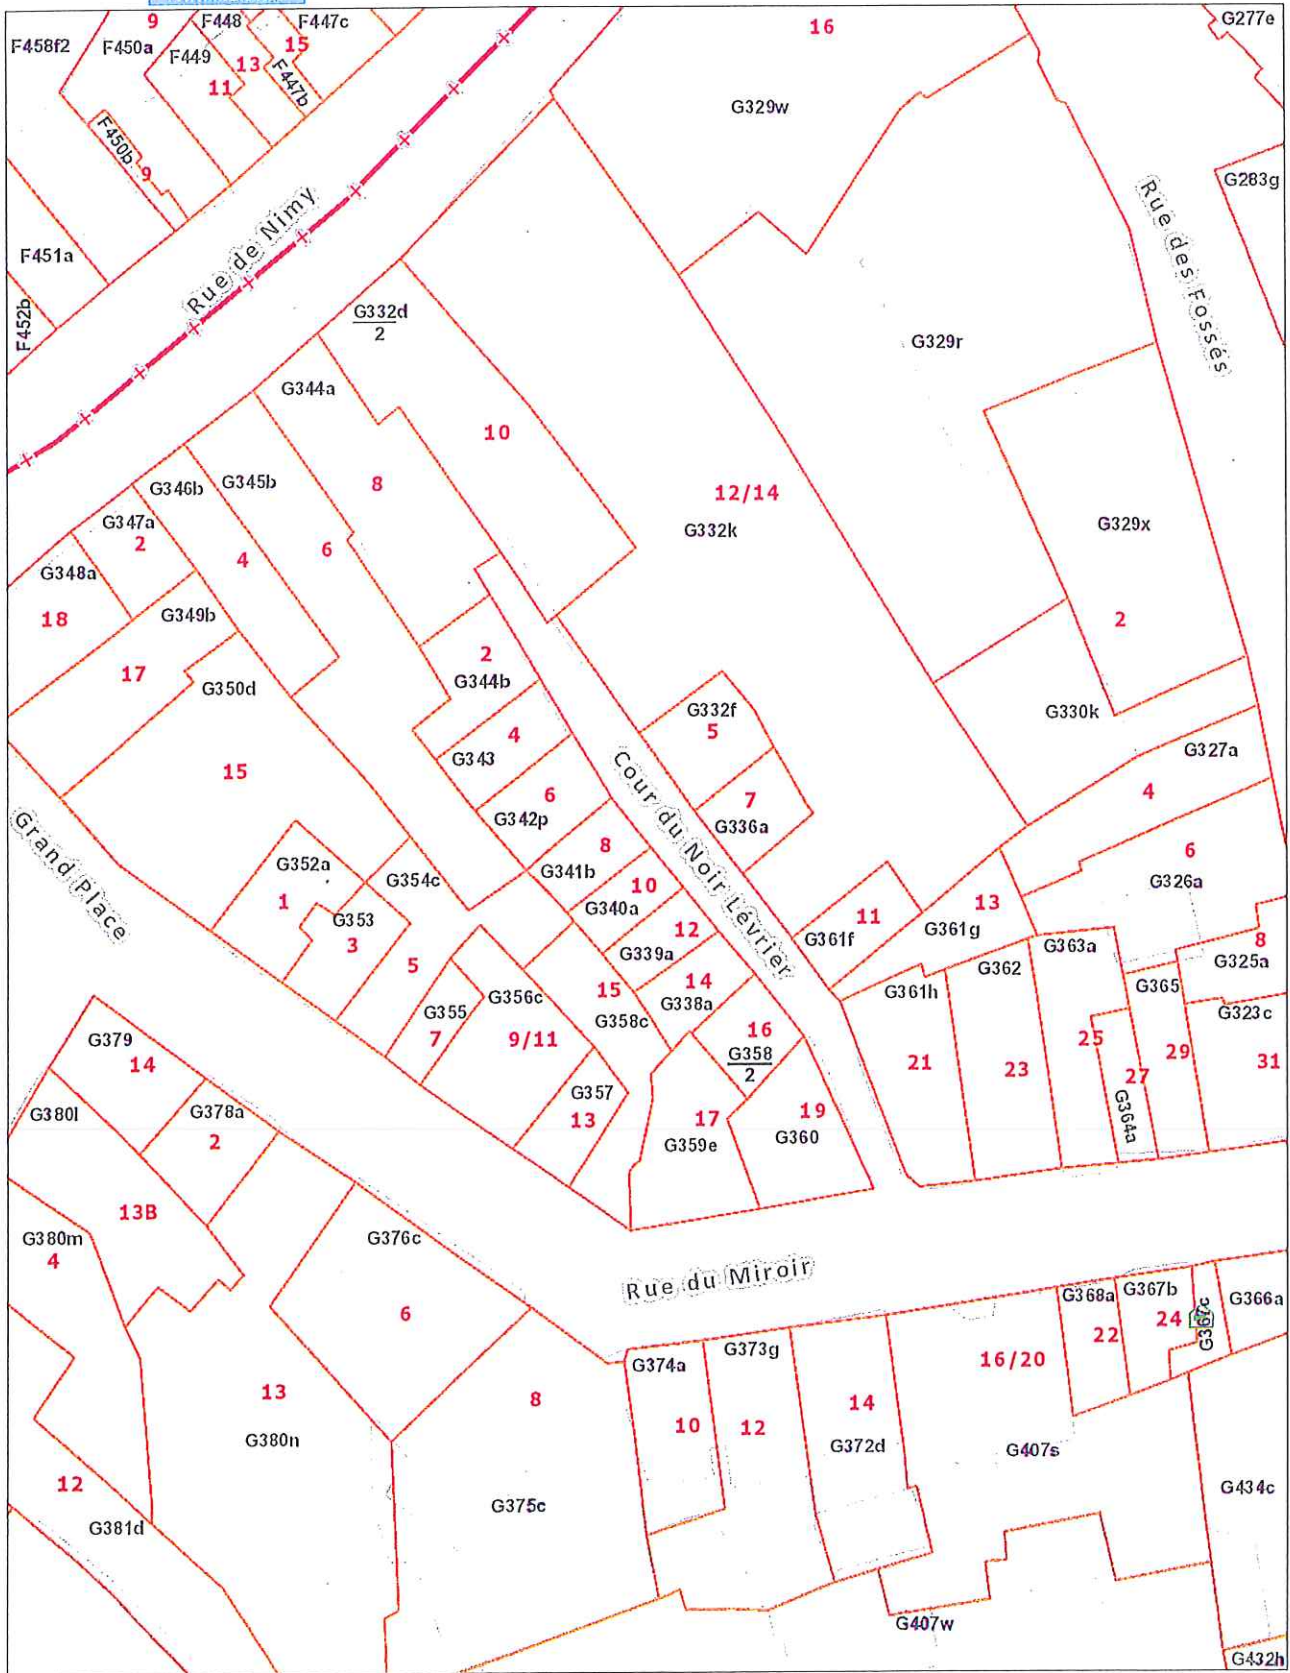 9
F448
F447c
16
G277e
F458f2
F450a
F449
13
15
11
F447b
G329w
F450b
9
G283g
Rue de Nimy
Rue des Fossés
F451a
F452b
G332d
2
G329r
G344a
10
G346b
G345b
8
12/14
G347a
2
G332k
G329x
G348a
4
6
18
G349b
2
17
2
G344b
G350d
G332f
5
G330k
4
G343
G327a
15
Cour du Noir Lévrier
6
G342p
7
G336a
4
Grand Place
8
G341b
6
G352a
G354c
10
G340a
G326a
1
G353
3
12
G339a
11
G361f
13
G361g
G363a
8
G325a
5
G362
14
G338a
15
G358c
G361h
G365
G355
7
G356c
9/11
16
G358
2
G323c
G379
14
25
29
31
21
23
27
G364a
G380l
G378a
2
G357
13
17
G359e
19
G360
13B
G380m
4
G376c
Rue du Miroir
6
G368a
22
G367b
24
G367c
G366a
G374a
G373g
16/20
13
8
14
10
12
G380n
G372d
G407s
12
G381d
G375c
G434c
G407w
G432h